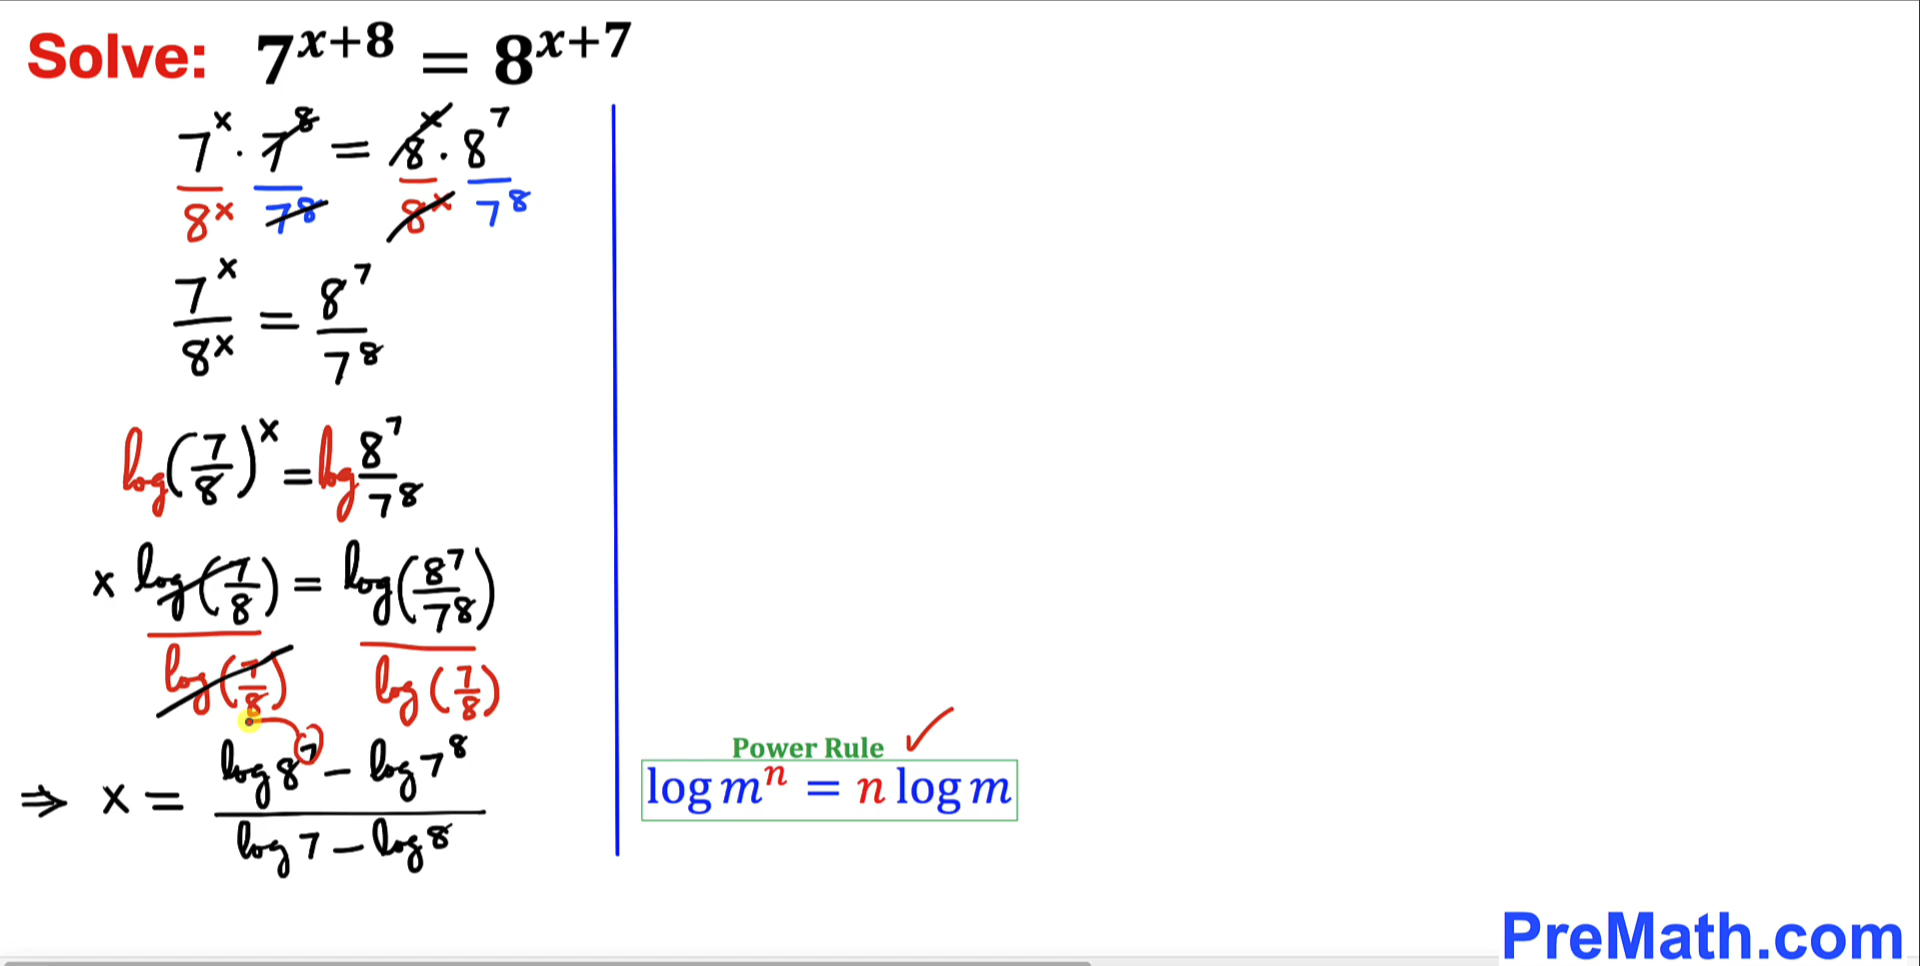 Solve: 7^{x+8} = 8^{x+7}
7^x · 7^8 = 8^x · 8^7
8^x 7^8 8^x 7^8
7^x/8^x = 8^7/7^8
log(7/8)^x = log 8^7/7^8
x log(7/8) = log(8^7/7^8)
log(7/8) log(7/8)
⇒ x = (log 8^7 − log 7^8)/(log 7 − log 8)
Power Rule ✓
log m^n = n log m
PreMath.com